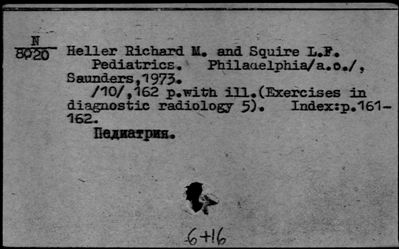 N
8020
Heller Richard M. and Squire L.F.
Pediatrics. Philadelphia/a.o./,
Saunders,1973.
/10/,162 p.with ill.(Exercises in
diagnostic radiology 5). Index:p.161-
162.
Педиатрия.
6+16